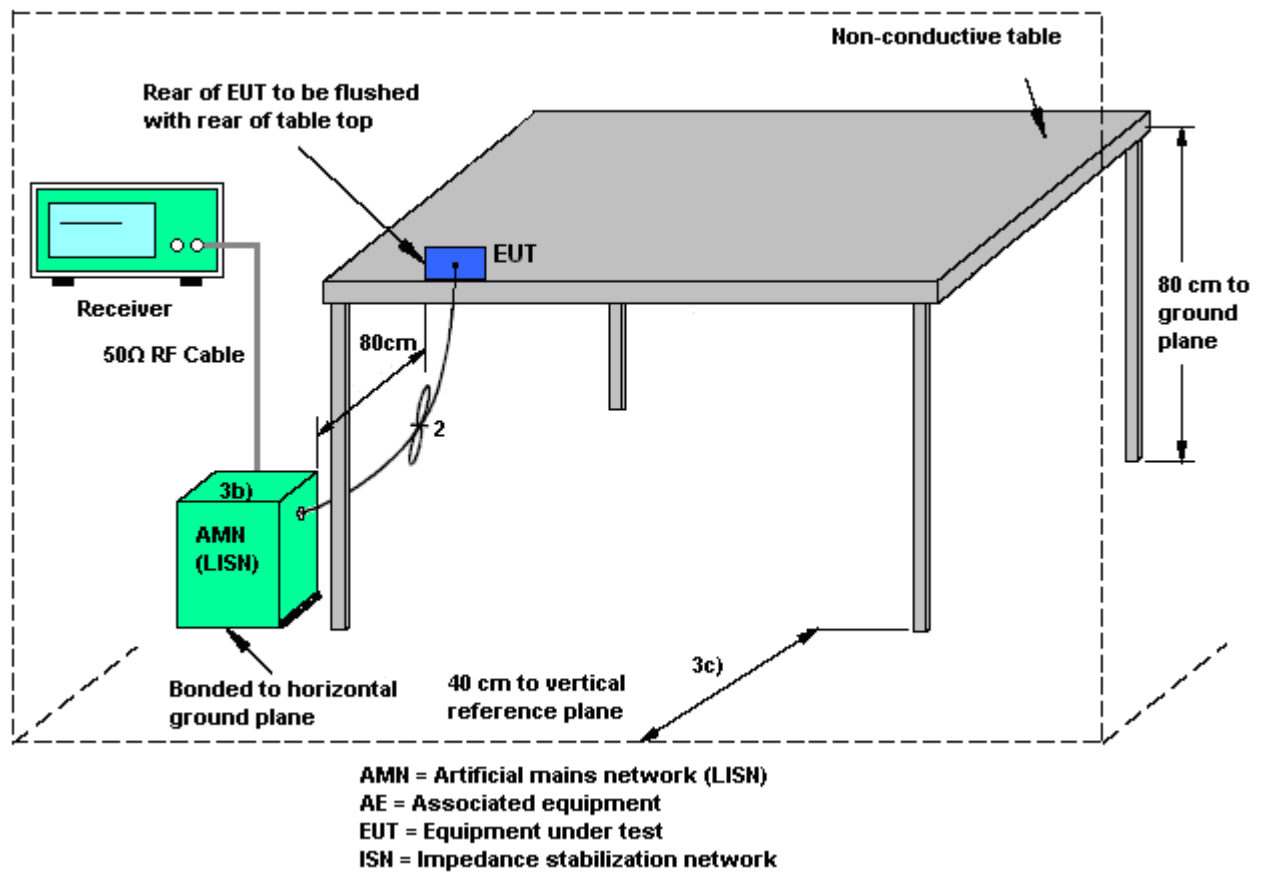 Non-conductive table
Rear of EUT to be flushed
with rear of table top
EUT
Receiver
80cm
80 cm to
ground
plane
50Ω RF Cable
2
3b)
AMN
(LISN)
3c)
Bonded to horizontal
ground plane
40 cm to vertical
reference plane
AMN = Artificial mains network (LISN)
AE = Associated equipment
EUT = Equipment under test
ISN = Impedance stabilization network